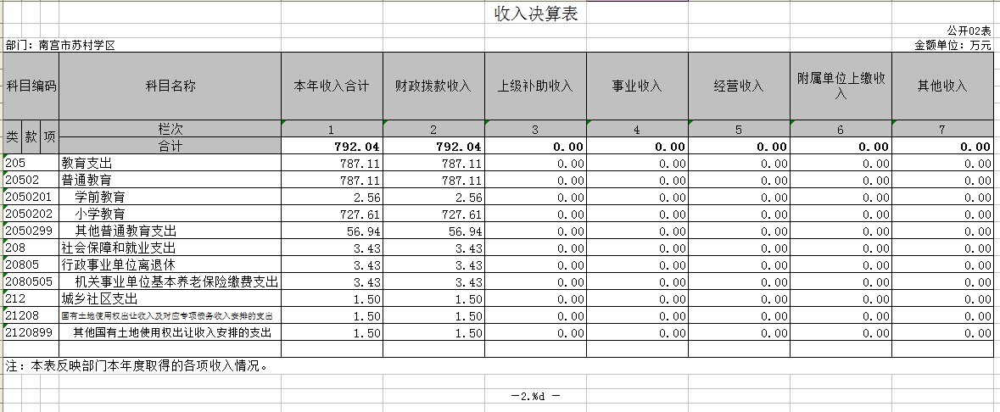 收入决算表
公开02表
部门：南宫市苏村学区 金额单位：万元
科目编码 科目名称 本年收入合计 财政拨款收入 上级补助收入 事业收入 经营收入 附属单位上缴收入 其他收入
类 款 项 栏次 1 2 3 4 5 6 7
合计 792.04 792.04 0.00 0.00 0.00 0.00 0.00
205 教育支出 787.11 787.11 0.00 0.00 0.00 0.00 0.00
20502 普通教育 787.11 787.11 0.00 0.00 0.00 0.00 0.00
2050201 学前教育 2.56 2.56 0.00 0.00 0.00 0.00 0.00
2050202 小学教育 727.61 727.61 0.00 0.00 0.00 0.00 0.00
2050299 其他普通教育支出 56.94 56.94 0.00 0.00 0.00 0.00 0.00
208 社会保障和就业支出 3.43 3.43 0.00 0.00 0.00 0.00 0.00
20805 行政事业单位离退休 3.43 3.43 0.00 0.00 0.00 0.00 0.00
2080505 机关事业单位基本养老保险缴费支出 3.43 3.43 0.00 0.00 0.00 0.00 0.00
212 城乡社区支出 1.50 1.50 0.00 0.00 0.00 0.00 0.00
21208 国有土地使用权出让收入及对应专项债务收入安排的支出 1.50 1.50 0.00 0.00 0.00 0.00 0.00
2120899 其他国有土地使用权出让收入安排的支出 1.50 1.50 0.00 0.00 0.00 0.00 0.00
注：本表反映部门本年度取得的各项收入情况。
－2.%d －